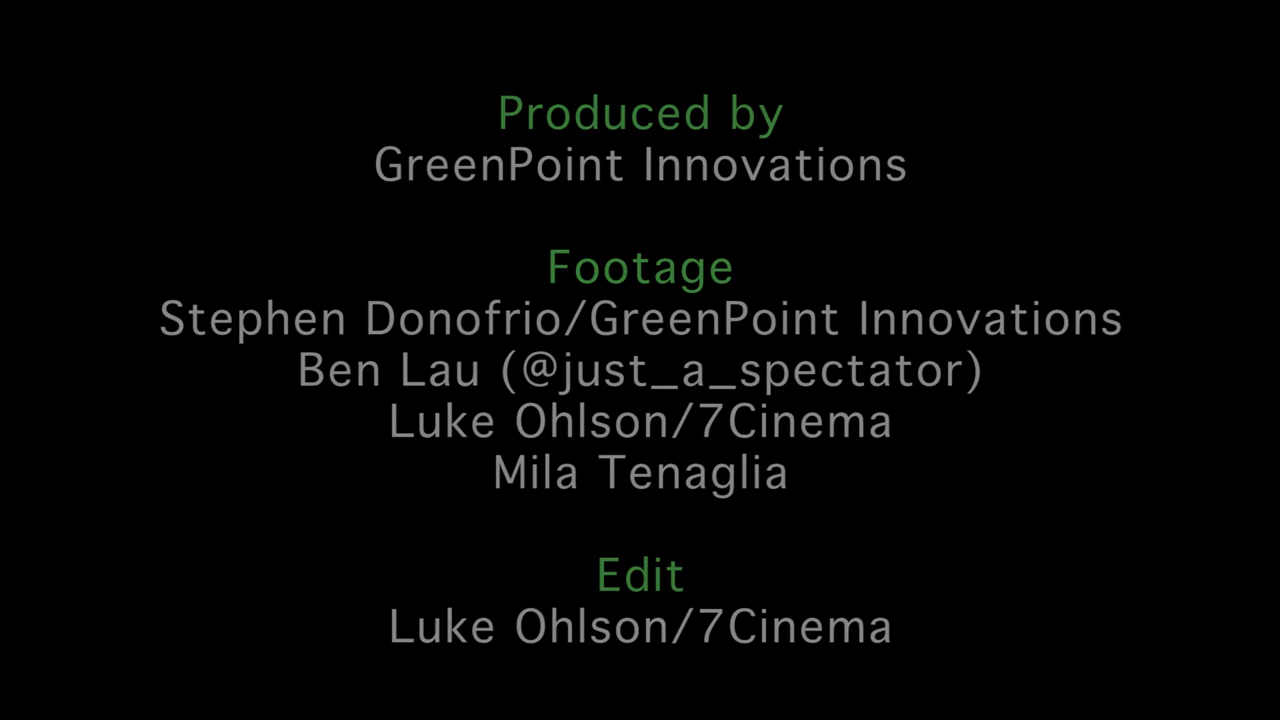 Produced by
GreenPoint Innovations
Footage
Stephen Donofrio/GreenPoint Innovations
Ben Lau (@just_a_spectator)
Luke Ohlson/7Cinema
Mila Tenaglia
Edit
Luke Ohlson/7Cinema